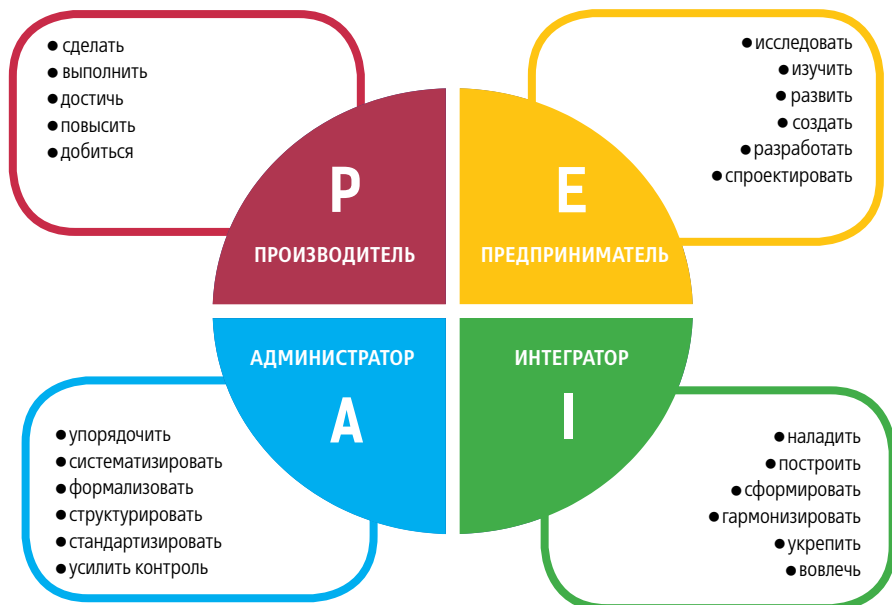 ● сделать
● выполнить
● достичь
● повысить
● добиться
● исследовать
● изучить
● развить
● создать
● разработать
● спроектировать
P
ПРОИЗВОДИТЕЛЬ
E
ПРЕДПРИНИМАТЕЛЬ
АДМИНИСТРАТОР
A
ИНТЕГРАТОР
I
● упорядочить
● систематизировать
● формализовать
● структурировать
● стандартизировать
● усилить контроль
● наладить
● построить
● сформировать
● гармонизировать
● укрепить
● вовлечь